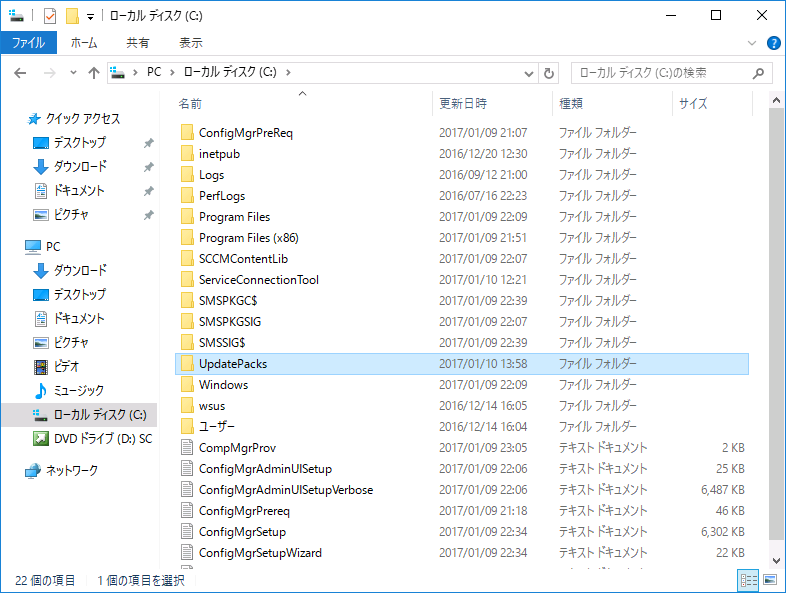 ローカル ディスク (C:)
ファイル ホーム 共有 表示
PC ローカル ディスク (C:) ローカル ディスク (C:)の検索
名前 更新日時 種類 サイズ
クイック アクセス
デスクトップ
ダウンロード
ドキュメント
ピクチャ
PC
ダウンロード
デスクトップ
ドキュメント
ピクチャ
ビデオ
ミュージック
ローカル ディスク (C:)
DVD ドライブ (D:) SC
ネットワーク
ConfigMgrPreReq 2017/01/09 21:07 ファイル フォルダー
inetpub 2016/12/20 12:30 ファイル フォルダー
Logs 2016/09/12 21:00 ファイル フォルダー
PerfLogs 2016/07/16 22:23 ファイル フォルダー
Program Files 2017/01/09 22:09 ファイル フォルダー
Program Files (x86) 2017/01/09 21:51 ファイル フォルダー
SCCMContentLib 2017/01/09 22:07 ファイル フォルダー
ServiceConnectionTool 2017/01/10 12:21 ファイル フォルダー
SMSPKGC$ 2017/01/09 22:39 ファイル フォルダー
SMSPKGSIG 2017/01/09 22:07 ファイル フォルダー
SMSSIG$ 2017/01/09 22:39 ファイル フォルダー
UpdatePacks 2017/01/10 13:58 ファイル フォルダー
Windows 2017/01/09 22:09 ファイル フォルダー
wsus 2016/12/14 16:05 ファイル フォルダー
ユーザー 2016/12/14 16:04 ファイル フォルダー
CompMgrProv 2017/01/09 23:05 テキスト ドキュメント 2 KB
ConfigMgrAdminUISetup 2017/01/09 22:06 テキスト ドキュメント 25 KB
ConfigMgrAdminUISetupVerbose 2017/01/09 22:06 テキスト ドキュメント 6,487 KB
ConfigMgrPrereq 2017/01/09 21:18 テキスト ドキュメント 46 KB
ConfigMgrSetup 2017/01/09 22:34 テキスト ドキュメント 6,302 KB
ConfigMgrSetupWizard 2017/01/09 22:34 テキスト ドキュメント 22 KB
22 個の項目 1 個の項目を選択